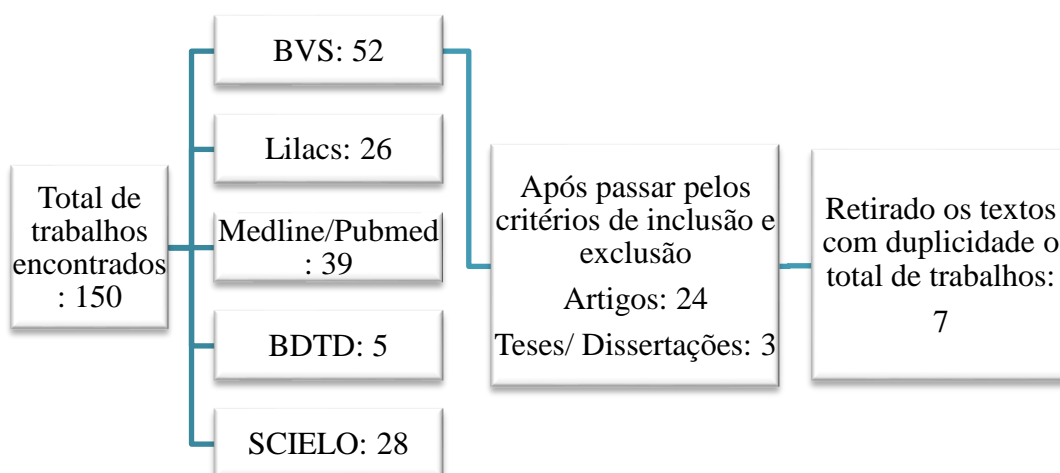 Total de
trabalhos
encontrados
: 150
BVS: 52
Lilacs: 26
Medline/Pubmed
: 39
BDTD: 5
SCIELO: 28
Após passar pelos
critérios de inclusão e
exclusão
Artigos: 24
Teses/ Dissertações: 3
Retirado os textos
com duplicidade o
total de trabalhos:
7